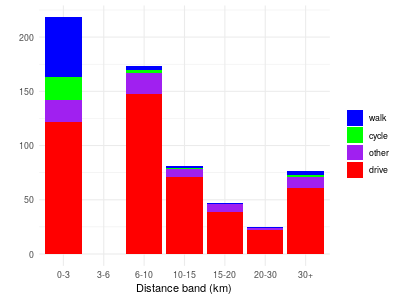 200
150
100
50
0
0-3 3-6 6-10 10-15 15-20 20-30 30+
Distance band (km)
walk
cycle
other
drive